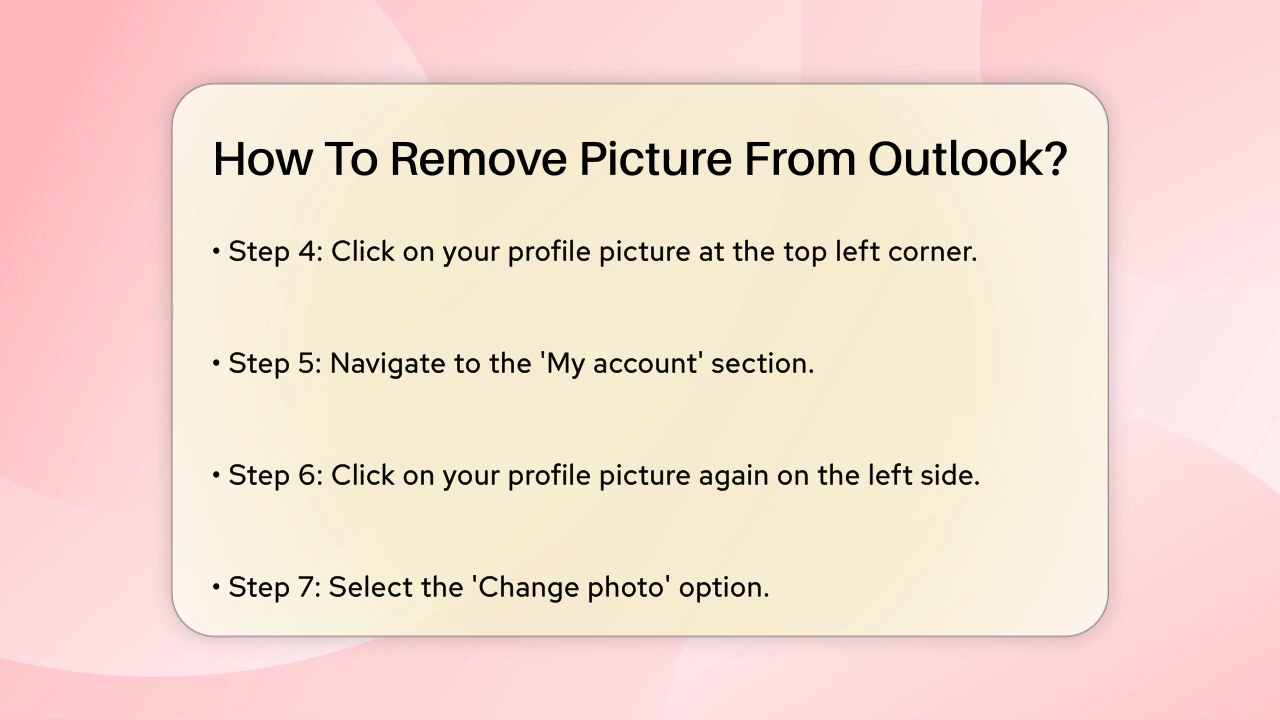 How To Remove Picture From Outlook?
• Step 4: Click on your profile picture at the top left corner.
• Step 5: Navigate to the 'My account' section.
• Step 6: Click on your profile picture again on the left side.
• Step 7: Select the 'Change photo' option.